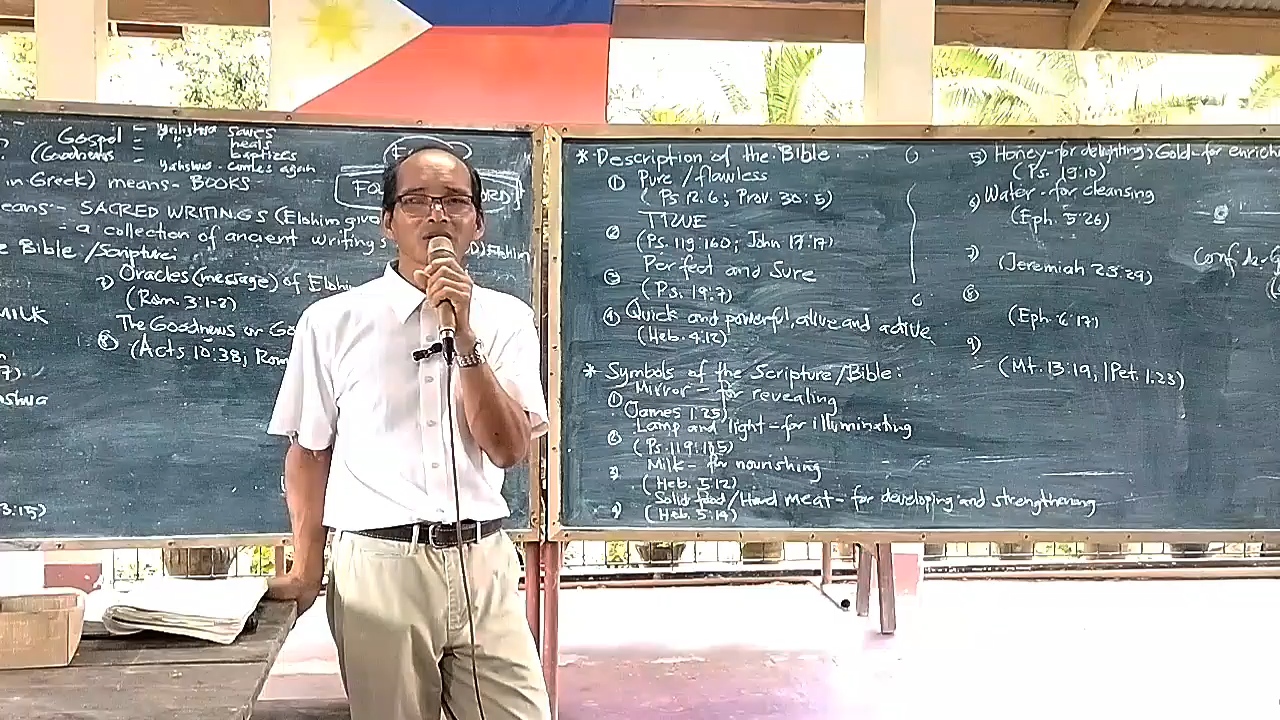 Gospel = Yahshua saves
" heals
(Goodnews = " baptizes
Yahshua - comes again
in Greek) means - BOOKS
eans - SACRED WRITINGS (Elohim give
= a collection of ancient writings
e Bible / Scripture:
7) Oracles (message) of Elohi
(Rom. 3:1-2)
MILK
The Goodnews or Go
8) (Acts 10:38; Rom
7)
shua
3:15)
* Description of the Bible:
① Pure / flawless
(Ps 12:6; Prov. 30:5)
TRUE
② (Ps. 119:160; John 17:17)
Perfect and Sure
③ (Ps. 19:7)
④ Quick and powerful, alive and active
(Heb. 4:12)
* Symbols of the Scripture / Bible:
① Mirror - for revealing
(James 1:25)
Lamp and light - for illuminating
② (Ps. 119:105)
Milk - for nourishing
3) (Heb. 5:12)
Solid food / Hard meat - for developing and strengthening
4) (Heb. 5:14)
5) Honey - for delighting; Gold - for enrich
(Ps. 19:10)
6) Water - for cleansing
(Eph. 5:26)
7) (Jeremiah 23:29)
⑧
(Eph. 6:17)
9)
(Mt. 13:19, 1Pet. 1:23)